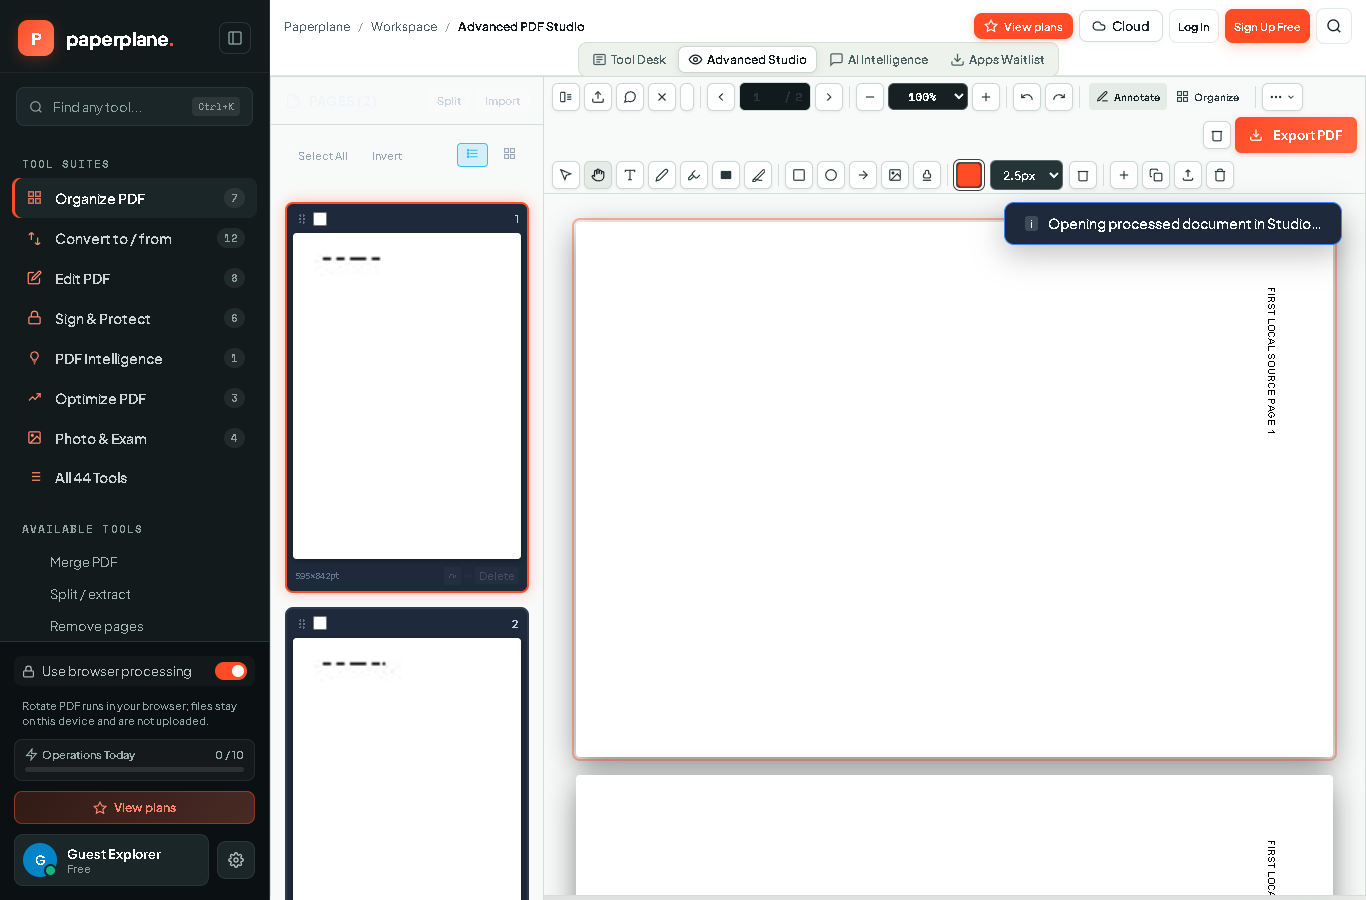 P paperplane.
Find any tool... Ctrl+K
TOOL SUITES
Organize PDF 7
Convert to / from 12
Edit PDF 8
Sign & Protect 6
PDF Intelligence 1
Optimize PDF 3
Photo & Exam 4
All 44 Tools
AVAILABLE TOOLS
Merge PDF
Split / extract
Remove pages
Use browser processing
Rotate PDF runs in your browser; files stay
on this device and are not uploaded.
Operations Today 0 / 10
View plans
G Guest Explorer
Free
Paperplane / Workspace / Advanced PDF Studio
View plans
Cloud
Log In
Sign Up Free
Tool Desk
Advanced Studio
AI Intelligence
Apps Waitlist
PAGES (2) Split Import
Select All Invert
1
595×842pt Delete
2
1 / 2
100%
Annotate
Organize
Export PDF
2.5px
i Opening processed document in Studio...
FIRST LOCAL SOURCE PAGE 1
FIRST LOCA